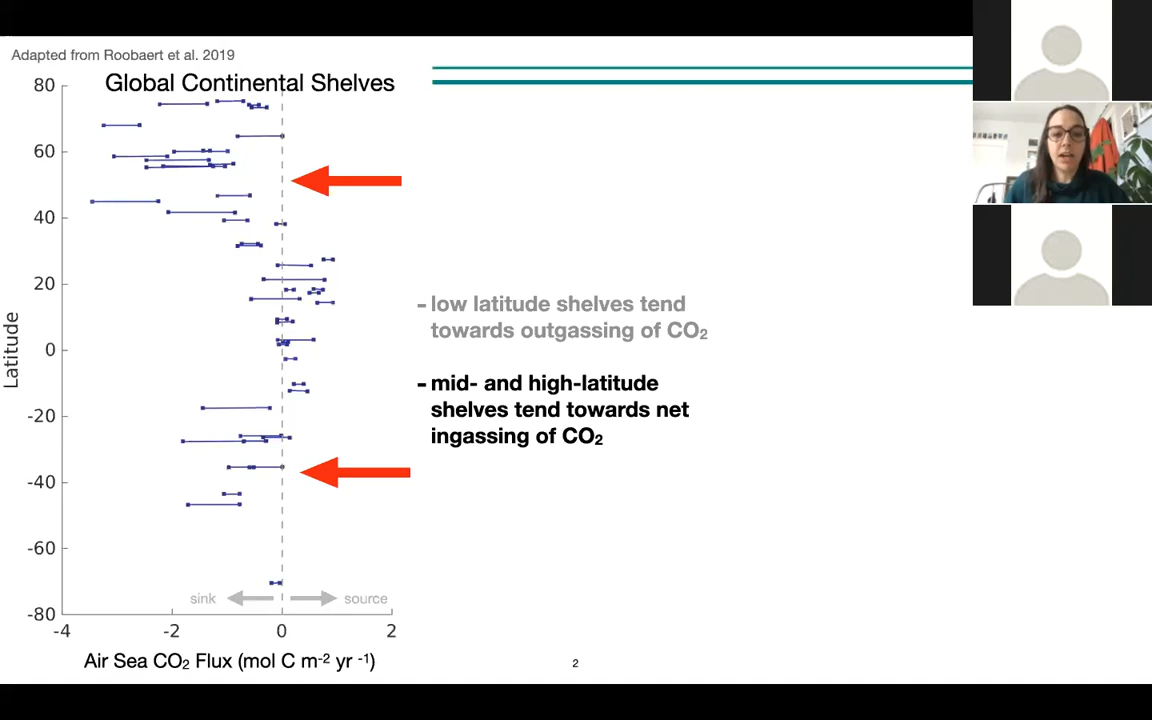 Adapted from Roobaert et al. 2019
Global Continental Shelves
80
60
40
20
0
-20
-40
-60
-80
Latitude
-4
-2
0
2
sink
source
Air Sea CO₂ Flux (mol C m⁻² yr ⁻¹)
- low latitude shelves tend
towards outgassing of CO₂
- mid- and high-latitude
shelves tend towards net
ingassing of CO₂
2